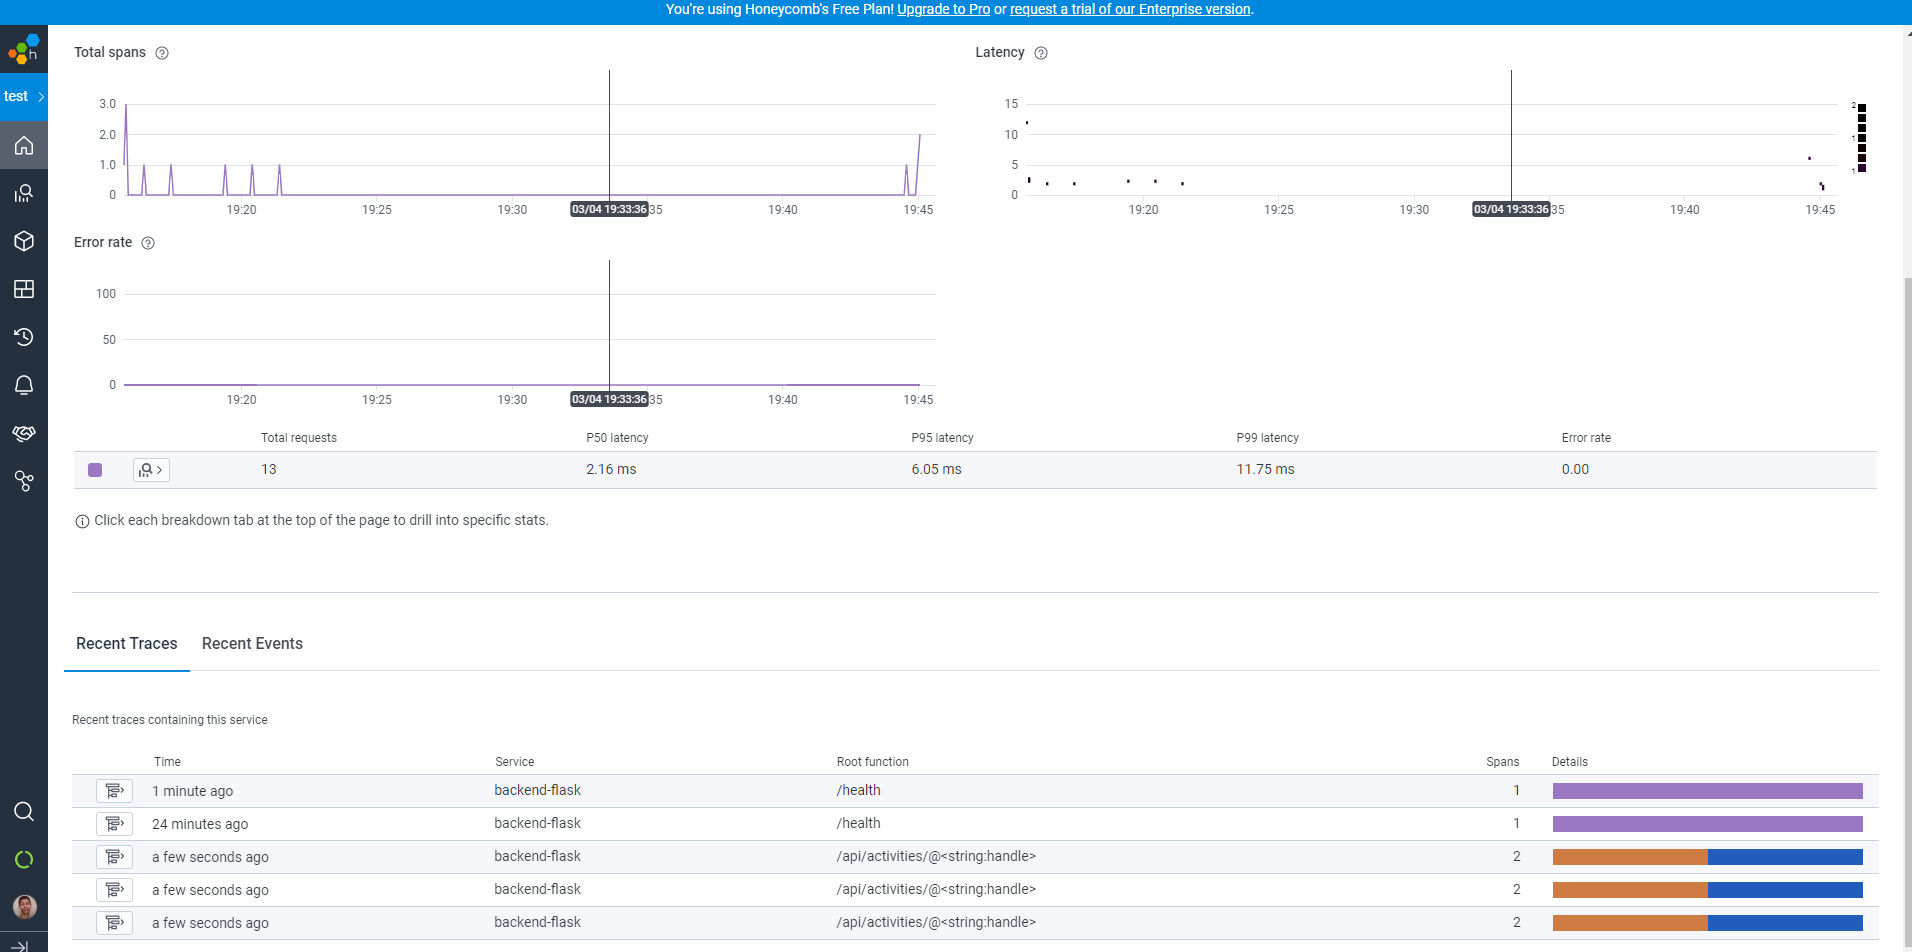 You're using Honeycomb's Free Plan! Upgrade to Pro or request a trial of our Enterprise version.
h
test
Total spans
3.0
2.0
1.0
0
19:20 19:25 19:30 03/04 19:33:36 35 19:40 19:45
Latency
15
10
5
0
19:20 19:25 19:30 03/04 19:33:36 35 19:40 19:45
2
1
1
Error rate
100
50
0
19:20 19:25 19:30 03/04 19:33:36 35 19:40 19:45
Total requests P50 latency P95 latency P99 latency Error rate
13 2.16 ms 6.05 ms 11.75 ms 0.00
Click each breakdown tab at the top of the page to drill into specific stats.
Recent Traces Recent Events
Recent traces containing this service
Time Service Root function Spans Details
1 minute ago backend-flask /health 1
24 minutes ago backend-flask /health 1
a few seconds ago backend-flask /api/activities/@<string:handle> 2
a few seconds ago backend-flask /api/activities/@<string:handle> 2
a few seconds ago backend-flask /api/activities/@<string:handle> 2